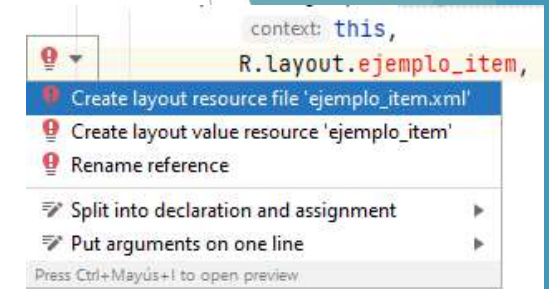 context: this,
R.layout.ejemplo_item,
Create layout resource file 'ejemplo_item.xml'
Create layout value resource 'ejemplo_item'
Rename reference
Split into declaration and assignment
Put arguments on one line
Press Ctrl+Mayús+I to open preview